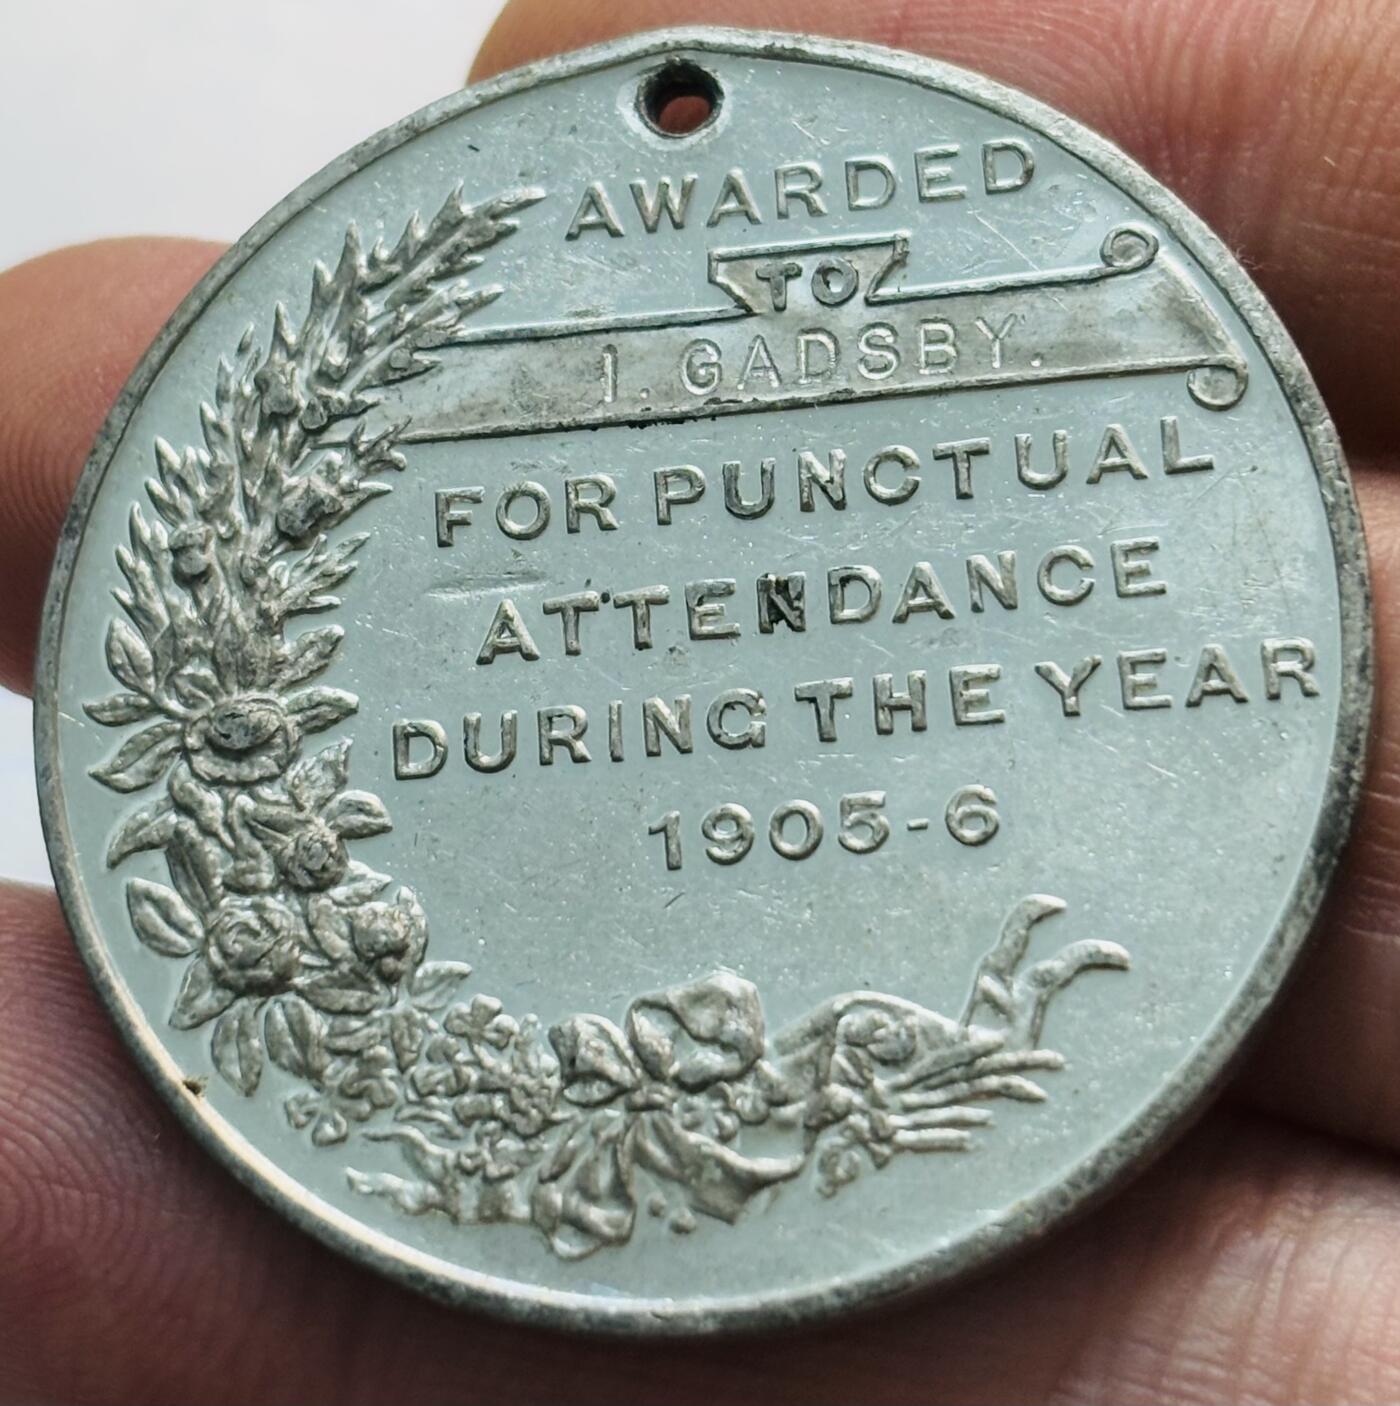 AWARDED
TO
I. GADSBY.
FOR PUNCTUAL
ATTENDANCE
DURING THE YEAR
1905-6